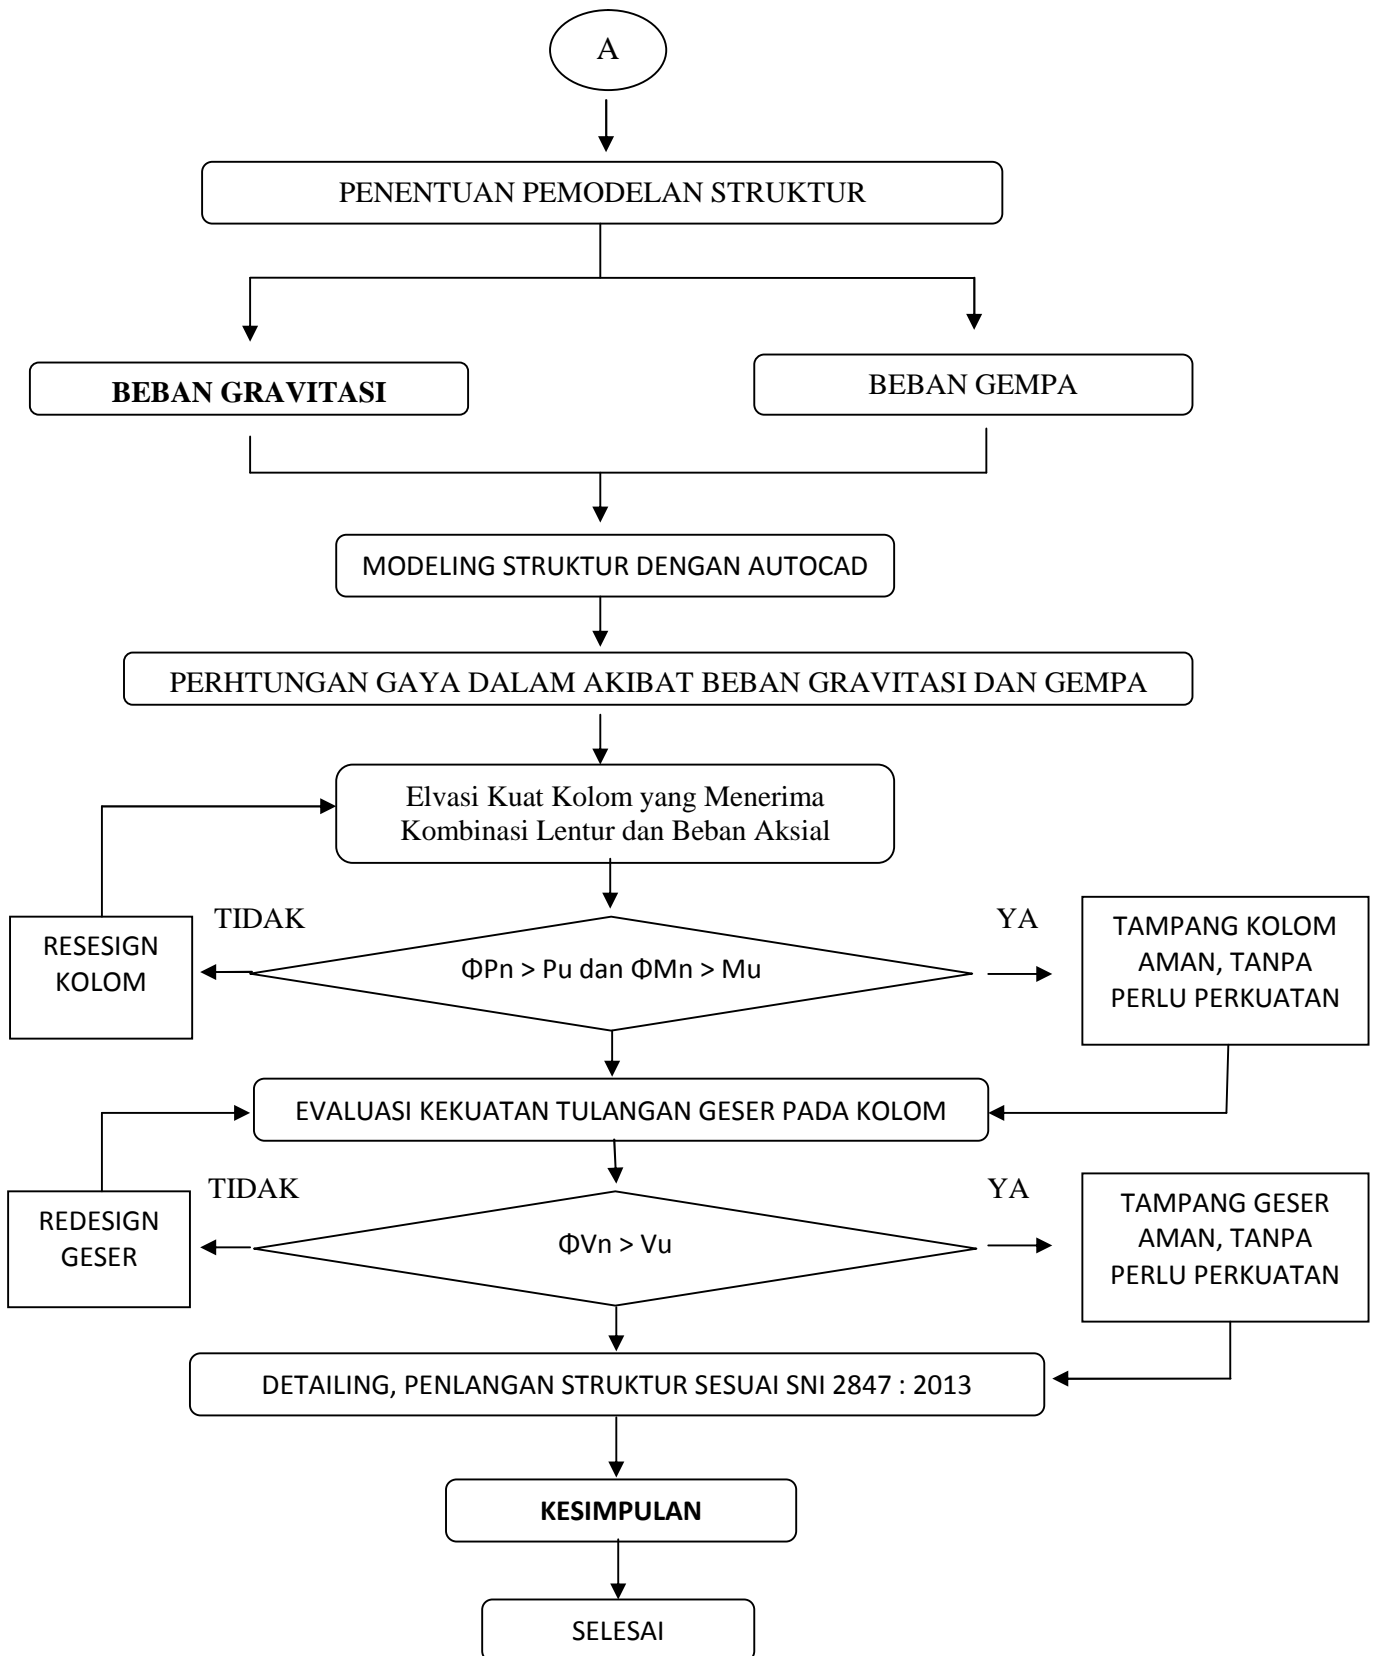 A
PENENTUAN PEMODELAN STRUKTUR
BEBAN GRAVITASI
BEBAN GEMPA
MODELING STRUKTUR DENGAN AUTOCAD
PERHTUNGAN GAYA DALAM AKIBAT BEBAN GRAVITASI DAN GEMPA
Elvasi Kuat Kolom yang Menerima
Kombinasi Lentur dan Beban Aksial
TIDAK
YA
RESESIGN
KOLOM
ΦPn > Pu dan ΦMn > Mu
TAMPANG KOLOM
AMAN, TANPA
PERLU PERKUATAN
EVALUASI KEKUATAN TULANGAN GESER PADA KOLOM
TIDAK
YA
REDESIGN
GESER
ΦVn > Vu
TAMPANG GESER
AMAN, TANPA
PERLU PERKUATAN
DETAILING, PENLANGAN STRUKTUR SESUAI SNI 2847 : 2013
KESIMPULAN
SELESAI